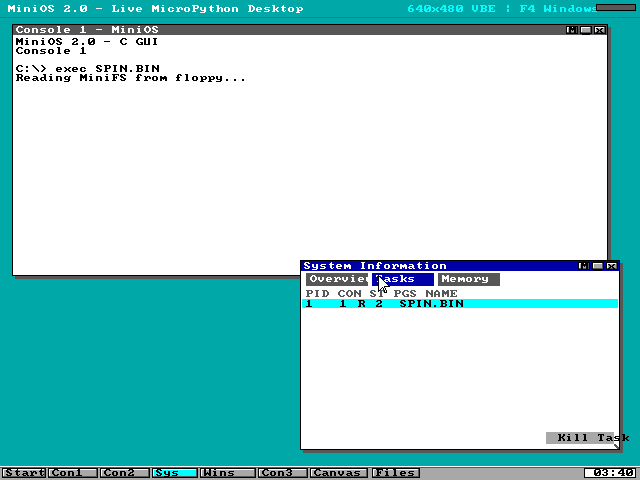 MiniOS 2.0 - Live MicroPython Desktop 640x480 VBE | F4 Windows
Console 1 - MiniOS M X
MiniOS 2.0 - C GUI
Console 1
C:\> exec SPIN.BIN
Reading MiniFS from floppy...
System Information M X
Overview Tasks Memory
PID CON ST PGS NAME
1 1 R 2 SPIN.BIN
Kill Task
Start Con1 Con2 Sys Wins Con3 Canvas Files 03:40